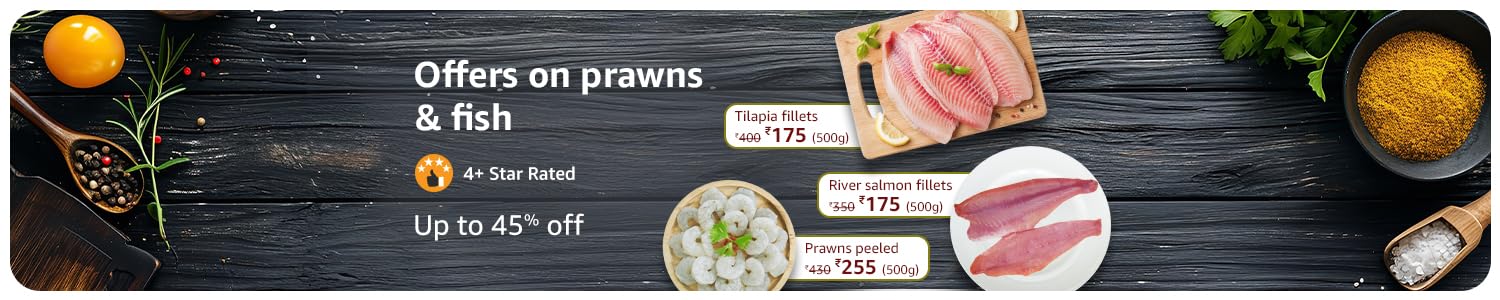 Offers on prawns
& fish
4+ Star Rated
Up to 45% off
Tilapia fillets
₹400 ₹175 (500g)
River salmon fillets
₹350 ₹175 (500g)
Prawns peeled
₹430 ₹255 (500g)